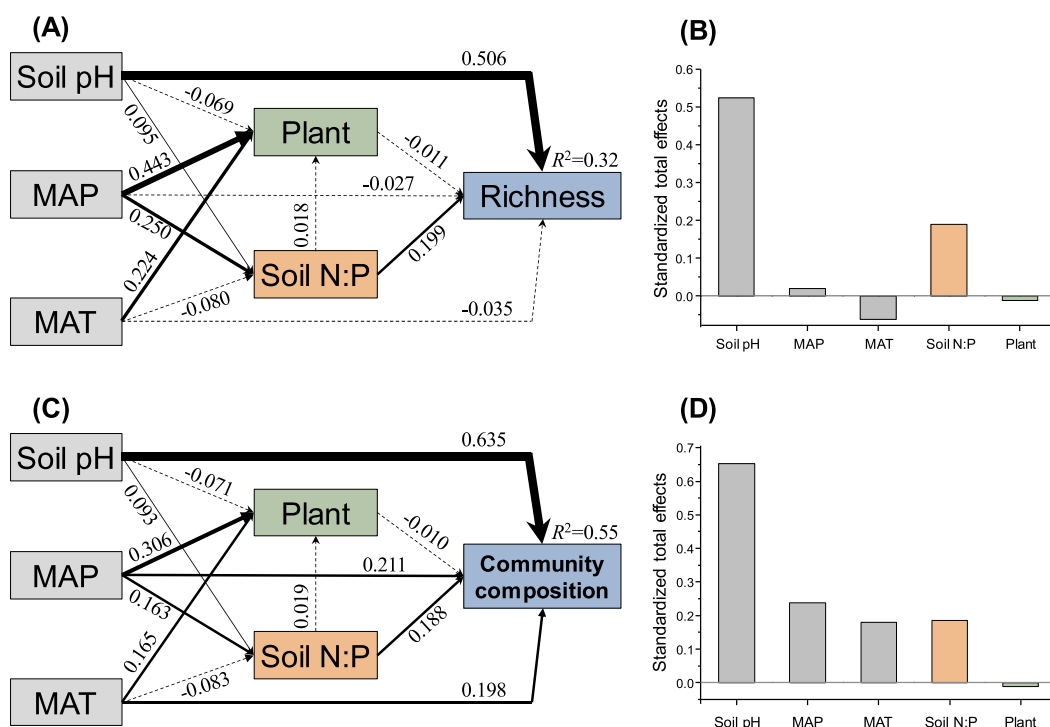 (A)
Soil pH
MAP
MAT
Plant
Soil N:P
Richness
R²=0.32
0.506
-0.069
0.095
0.443
0.250
0.224
-0.080
0.018
-0.011
-0.027
0.199
-0.035
(B)
Standardized total effects
0.6
0.5
0.4
0.3
0.2
0.1
0.0
Soil pH MAP MAT Soil N:P Plant
(C)
Soil pH
MAP
MAT
Plant
Soil N:P
Community
composition
R²=0.55
0.635
-0.071
0.093
0.306
0.163
0.165
-0.083
0.019
-0.010
0.211
0.188
0.198
(D)
Standardized total effects
0.7
0.6
0.5
0.4
0.3
0.2
0.1
0.0
Soil pH MAP MAT Soil N:P Plant